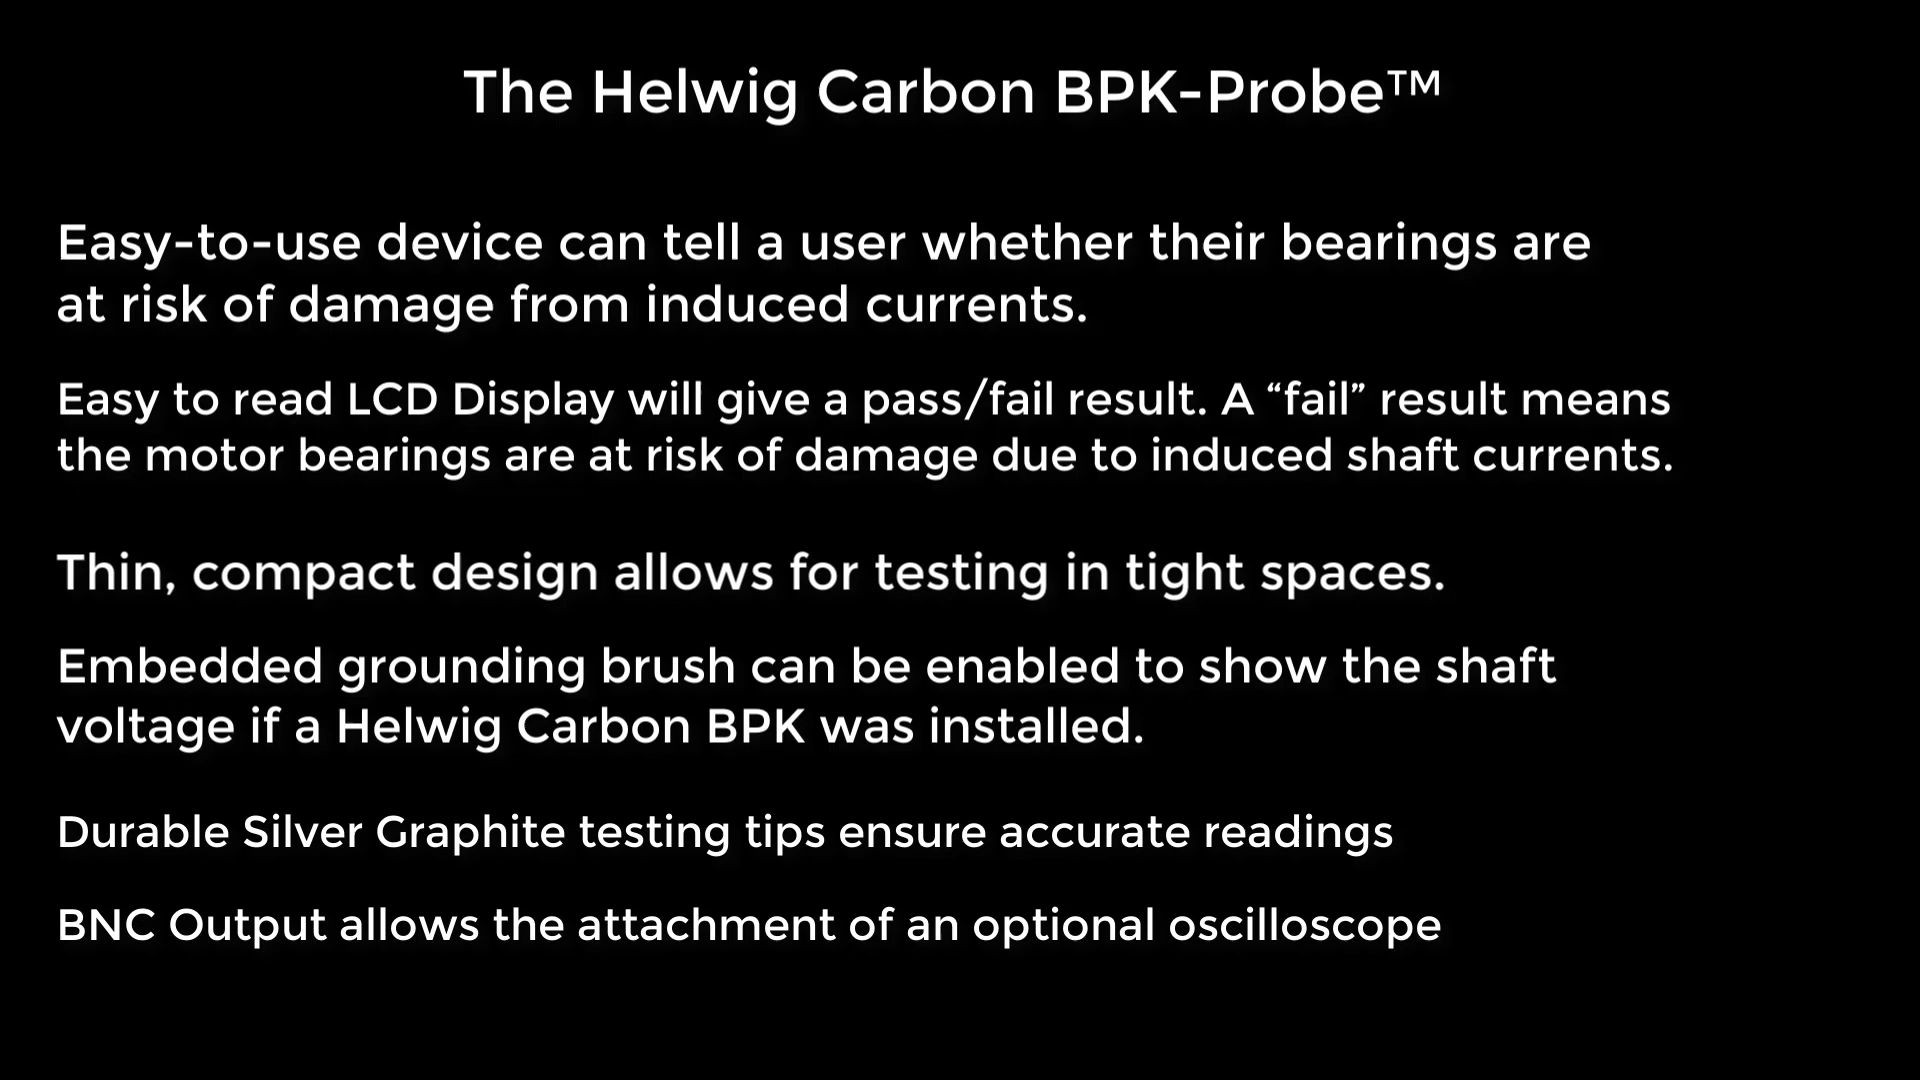 The Helwig Carbon BPK-Probe™
Easy-to-use device can tell a user whether their bearings are
at risk of damage from induced currents.
Easy to read LCD Display will give a pass/fail result. A “fail” result means
the motor bearings are at risk of damage due to induced shaft currents.
Thin, compact design allows for testing in tight spaces.
Embedded grounding brush can be enabled to show the shaft
voltage if a Helwig Carbon BPK was installed.
Durable Silver Graphite testing tips ensure accurate readings
BNC Output allows the attachment of an optional oscilloscope